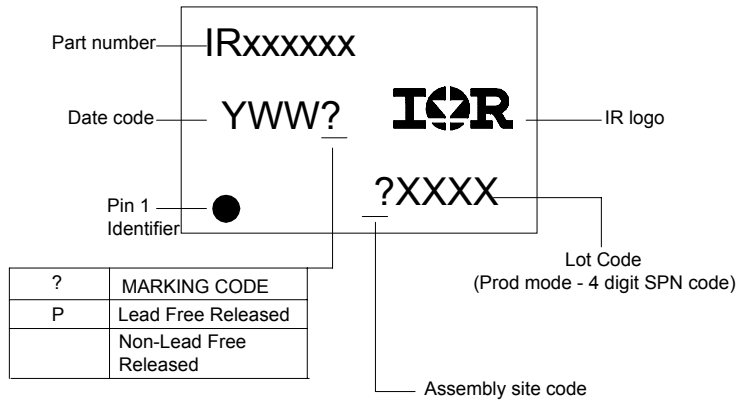 Part number
IRxxxxxx
Date code
YWW?
IOR
IR logo
?XXXX
Pin 1
Identifier
Lot Code
(Prod mode - 4 digit SPN code)
? MARKING CODE
P Lead Free Released
Non-Lead Free
Released
Assembly site code